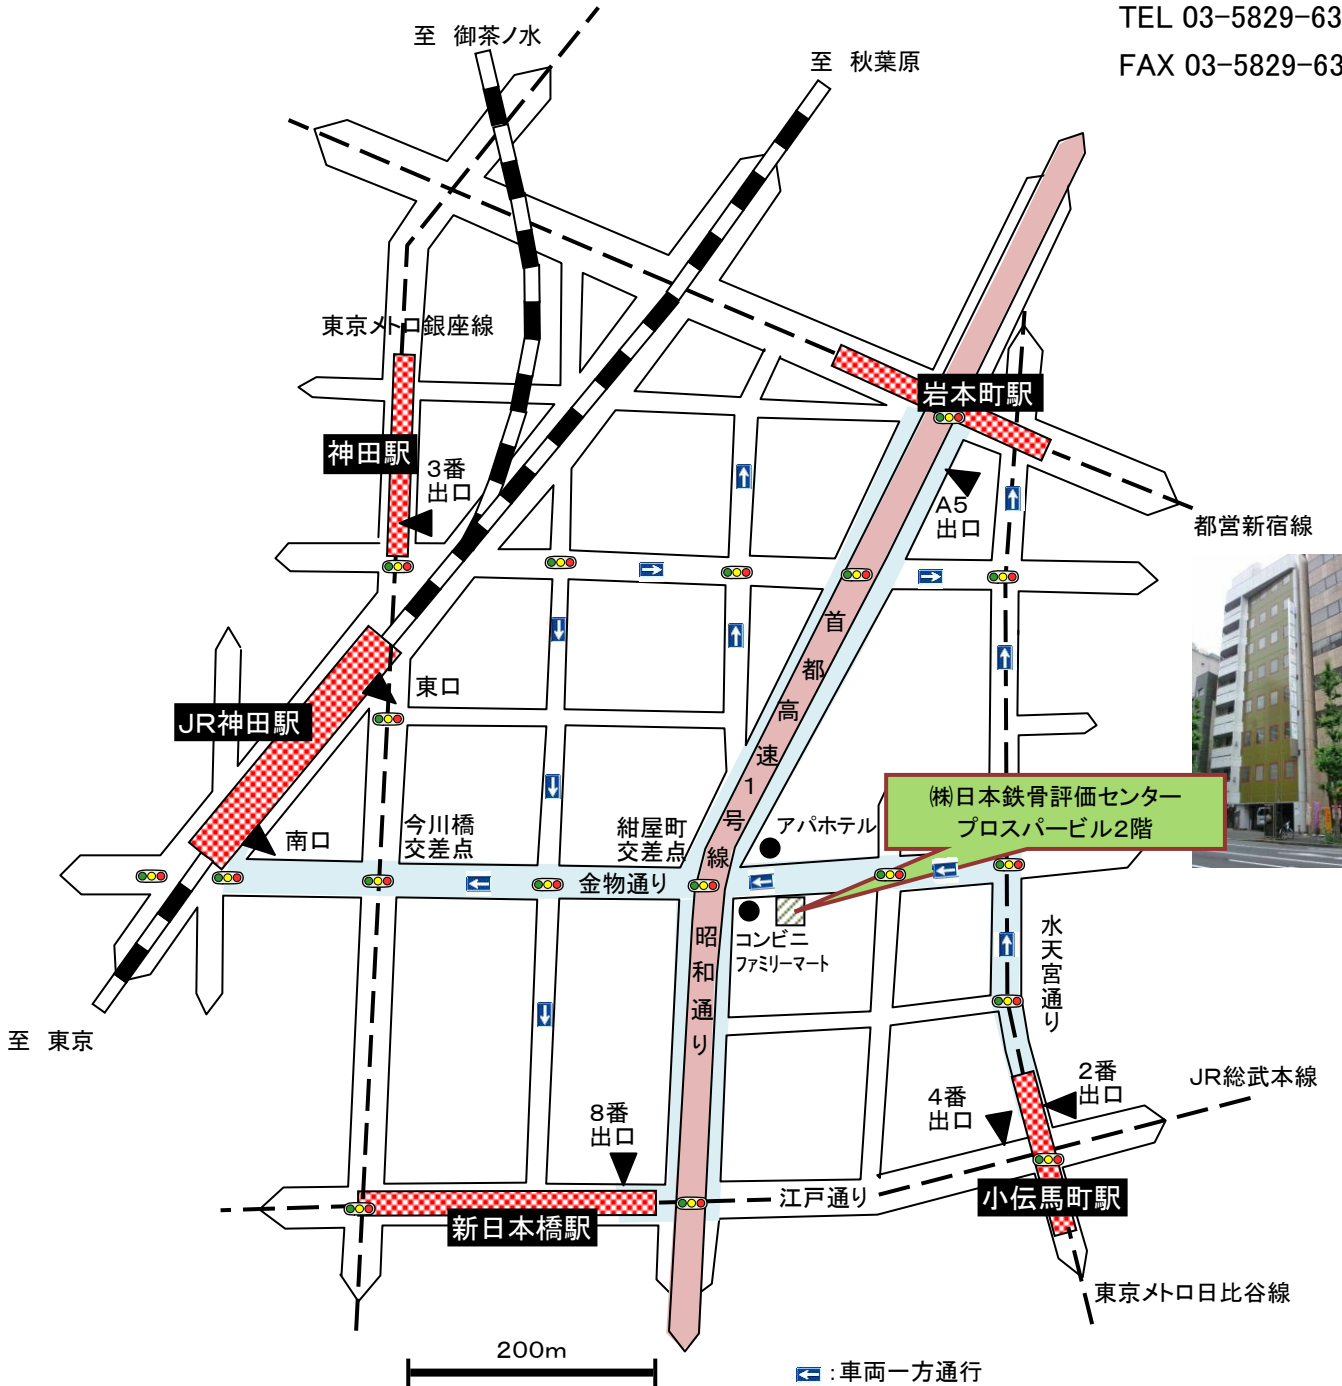 TEL 03-5829-63
FAX 03-5829-63
至 御茶ノ水
至 秋葉原
東京メトロ銀座線
岩本町駅
神田駅
3番
出口
A5
出口
都営新宿線
首都高速1号線
東口
JR神田駅
㈱日本鉄骨評価センター
プロスパービル2階
今川橋
交差点
紺屋町
交差点
アパホテル
南口
金物通り
昭和通り
コンビニ
ファミリーマート
水天宮通り
至 東京
2番
出口
JR総武本線
4番
出口
8番
出口
江戸通り
小伝馬町駅
新日本橋駅
東京メトロ日比谷線
200m
:車両一方通行